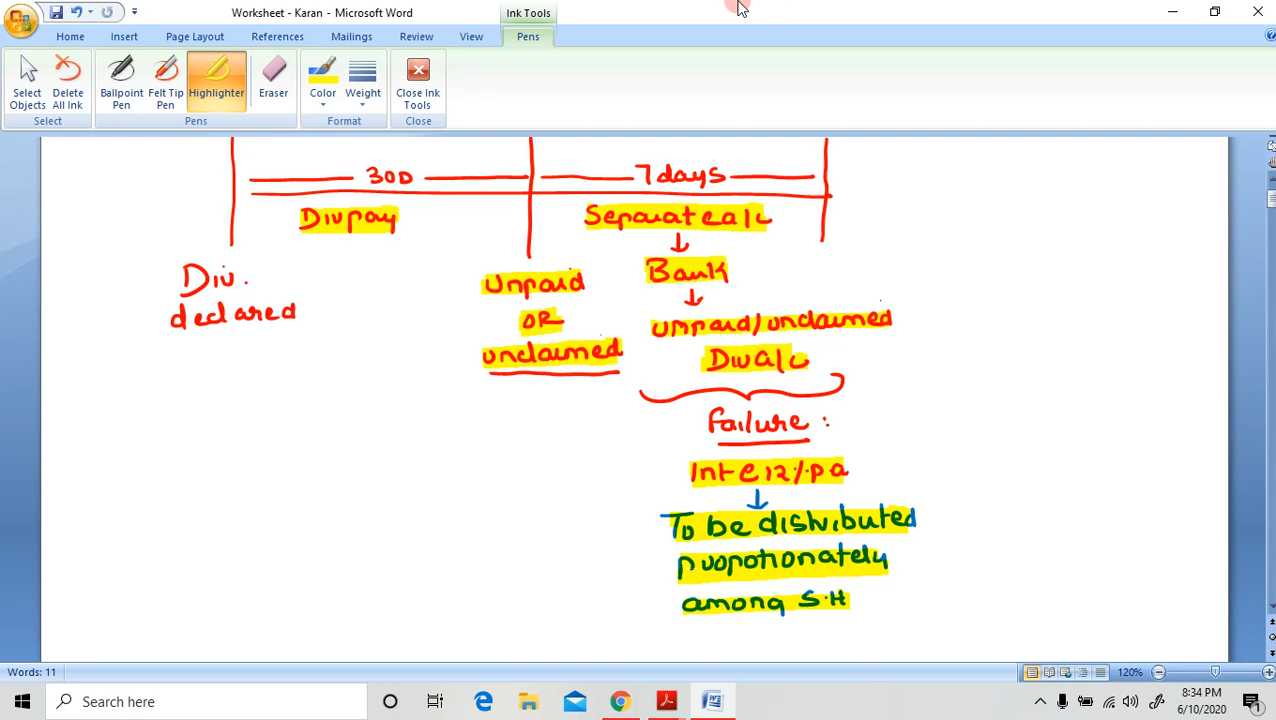 Worksheet - Karan - Microsoft Word
Ink Tools
Home Insert Page Layout References Mailings Review View Pens
Select Objects
Delete All Ink
Ballpoint Pen
Felt Tip Pen
Highlighter
Eraser
Color
Weight
Close Ink Tools
Select Pens Format Close
30D 7days
Divpay
Separate a/c
Div. declared
Unpaid
OR
unclaimed
Bank
unpaid/unclaimed
Div a/c
Failure :
Int @ 12%pa
To be distributed
propotionately
among S.H
Words: 11
120%
Search here
8:34 PM
6/10/2020